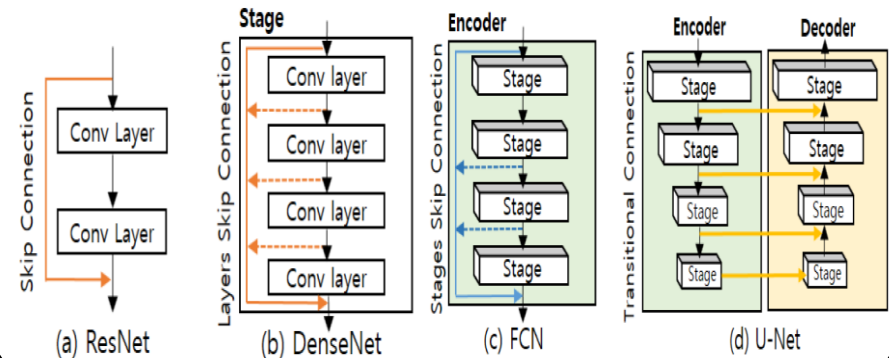 Skip Connection
Conv Layer
Conv Layer
(a) ResNet
Stage
Layers Skip Connection
Conv layer
Conv layer
Conv layer
Conv layer
(b) DenseNet
Encoder
Stages Skip Connection
Stage
Stage
Stage
Stage
(c) FCN
Transitional Connection
Encoder
Stage
Stage
Stage
Stage
Decoder
Stage
Stage
Stage
Stage
(d) U-Net